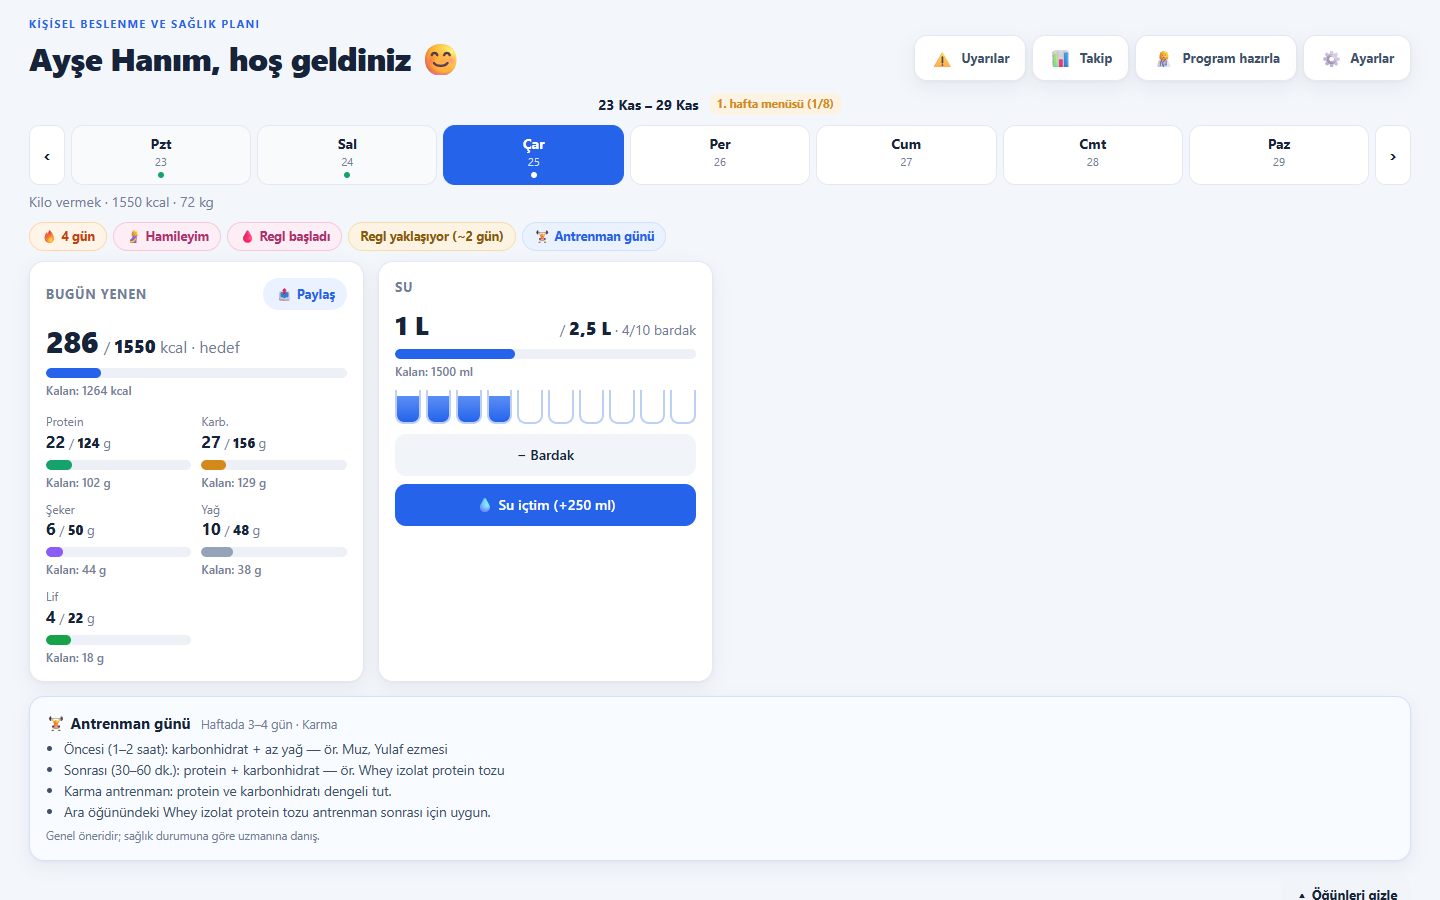 KİŞİSEL BESLENME VE SAĞLIK PLANI
Ayşe Hanım, hoş geldiniz 😊
⚠️ Uyarılar
📊 Takip
Program hazırla
⚙️ Ayarlar
23 Kas – 29 Kas 1. hafta menüsü (1/8)
‹
Pzt
23
Sal
24
Çar
25
Per
26
Cum
27
Cmt
28
Paz
29
›
Kilo vermek · 1550 kcal · 72 kg
🔥 4 gün
Hamileyim
🩸 Regl başladı
Regl yaklaşıyor (~2 gün)
🏋️ Antrenman günü
BUGÜN YENEN
📤 Paylaş
286 / 1550 kcal · hedef
Kalan: 1264 kcal
Protein
22 / 124 g
Kalan: 102 g
Karb.
27 / 156 g
Kalan: 129 g
Şeker
6 / 50 g
Kalan: 44 g
Yağ
10 / 48 g
Kalan: 38 g
Lif
4 / 22 g
Kalan: 18 g
SU
1 L / 2,5 L · 4/10 bardak
Kalan: 1500 ml
− Bardak
💧 Su içtim (+250 ml)
🏋️ Antrenman günü Haftada 3–4 gün · Karma
• Öncesi (1–2 saat): karbonhidrat + az yağ — ör. Muz, Yulaf ezmesi
• Sonrası (30–60 dk.): protein + karbonhidrat — ör. Whey izolat protein tozu
• Karma antrenman: protein ve karbonhidratı dengeli tut.
• Ara öğünündeki Whey izolat protein tozu antrenman sonrası için uygun.
Genel öneridir; sağlık durumuna göre uzmanına danış.
▲ Öğünleri gizle